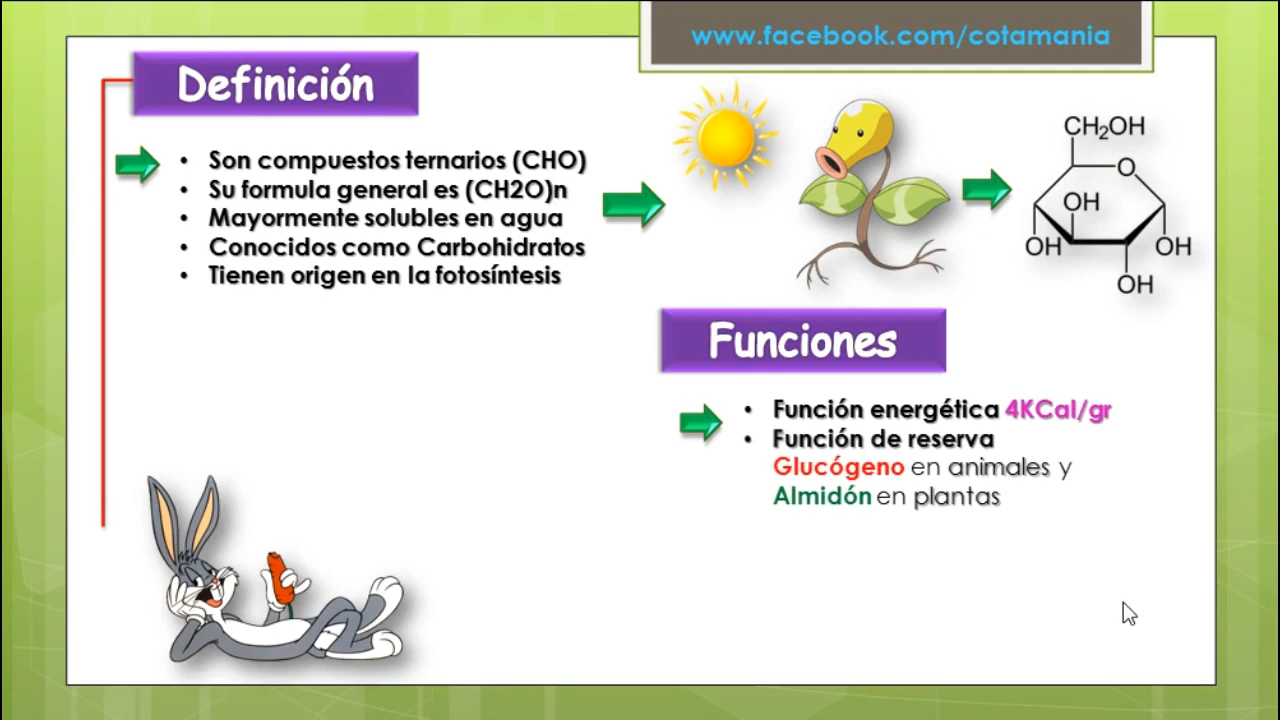 www.facebook.com/cotamania
Definición
• Son compuestos ternarios (CHO)
• Su formula general es (CH2O)n
• Mayormente solubles en agua
• Conocidos como Carbohidratos
• Tienen origen en la fotosíntesis
CH₂OH
O
OH
OH
OH
OH
Funciones
• Función energética 4KCal/gr
• Función de reserva
Glucógeno en animales y
Almidón en plantas